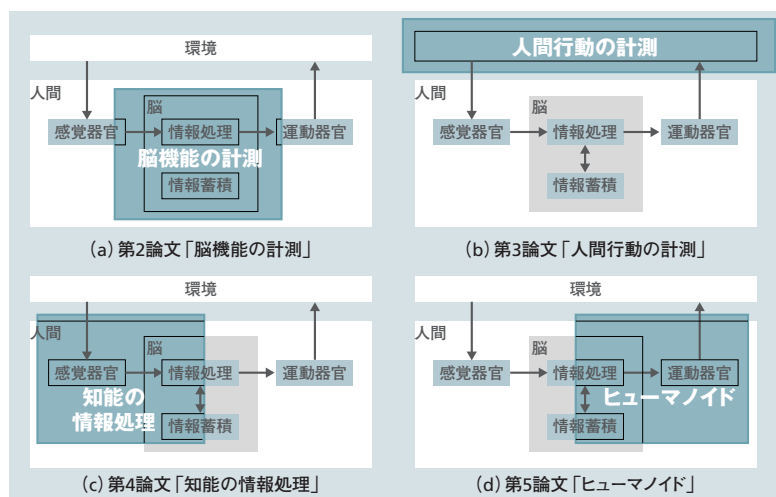 環境
人間
脳
感覚器官
情報処理
運動器官
脳機能の計測
情報蓄積
(a) 第2論文「脳機能の計測」
人間行動の計測
人間
脳
感覚器官
情報処理
運動器官
情報蓄積
(b) 第3論文「人間行動の計測」
環境
人間
脳
感覚器官
情報処理
運動器官
知能の
情報処理
情報蓄積
(c) 第4論文「知能の情報処理」
環境
人間
脳
感覚器官
情報処理
運動器官
ヒューマノイド
情報蓄積
(d) 第5論文「ヒューマノイド」